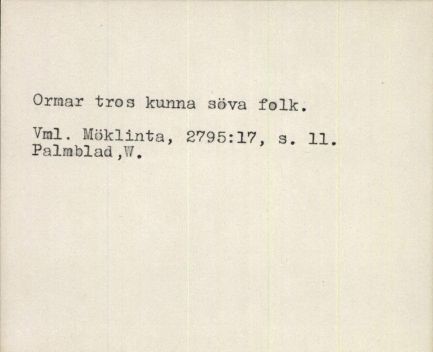 Ormar tros kunna söva folk.
Vml. Möklinta, 2795:17, s. 11.
Palmblad,W.